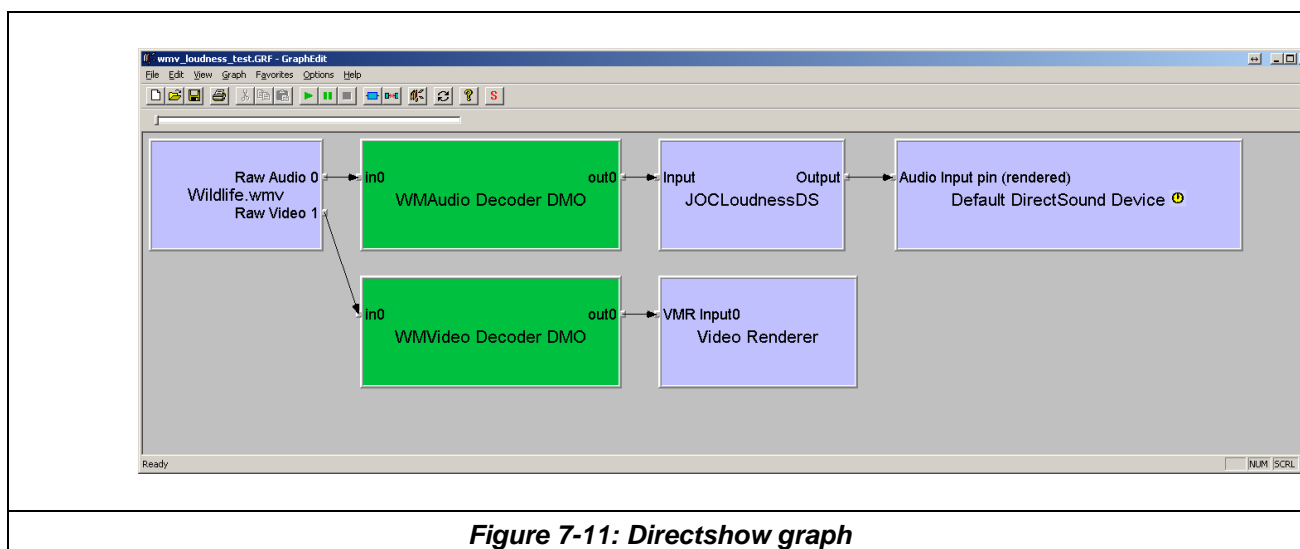 wmv_loudness_test.GRF - GraphEdit
File Edit View Graph Favorites Options Help
S
Raw Audio 0
Wildlife.wmv
Raw Video 1
in0 out0
WMAudio Decoder DMO
Input Output
JOCLoudnessDS
Audio Input pin (rendered)
Default DirectSound Device
in0 out0
WMVideo Decoder DMO
VMR Input0
Video Renderer
Ready
NUM SCRL
Figure 7-11: Directshow graph